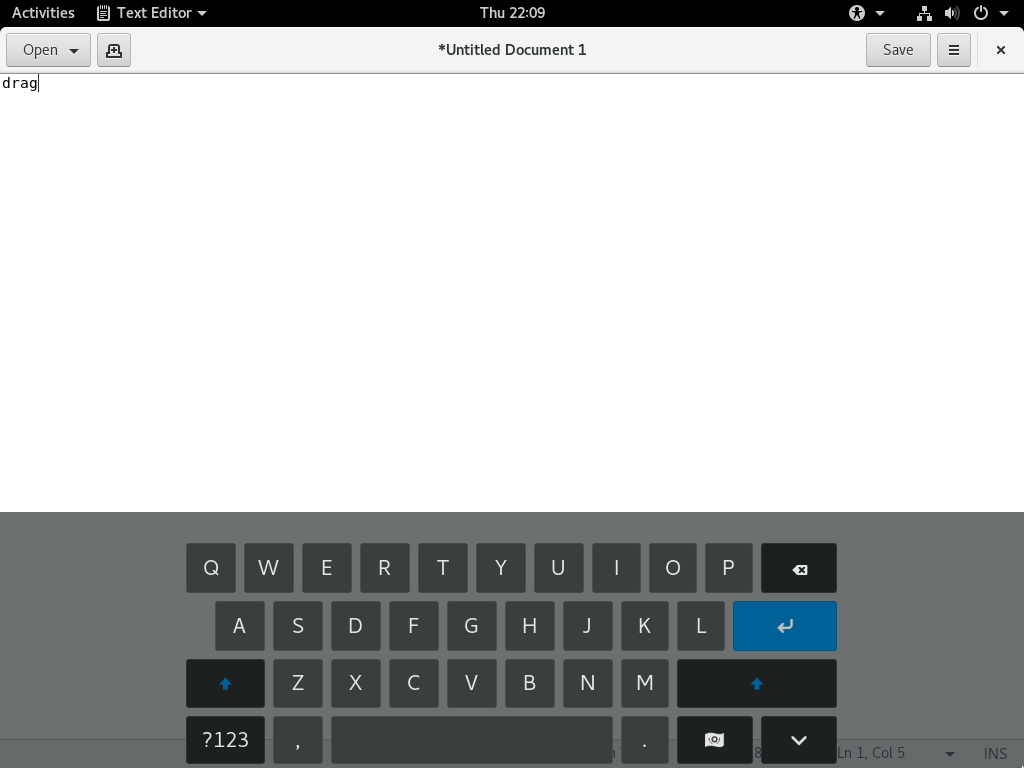 Activities Text Editor Thu 22:09
Open *Untitled Document 1 Save
drag
Q W E R T Y U I O P
A S D F G H J K L
Z X C V B N M
?123 , .
Ln 1, Col 5 INS